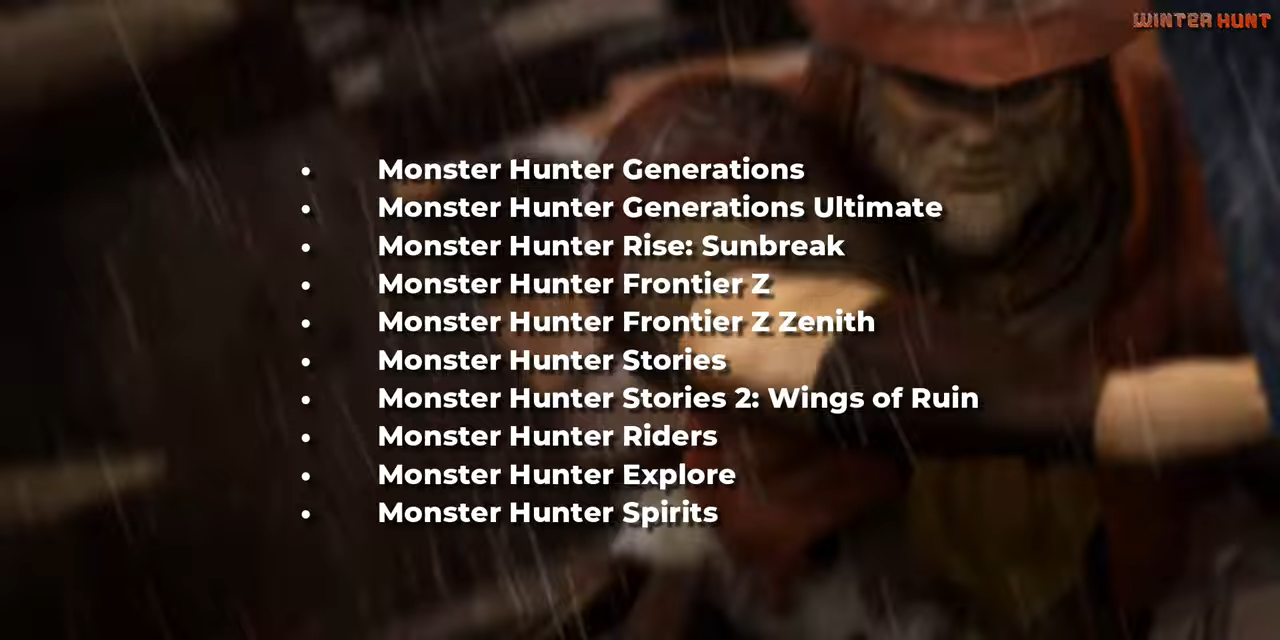 WINTER HUNT
• Monster Hunter Generations
• Monster Hunter Generations Ultimate
• Monster Hunter Rise: Sunbreak
• Monster Hunter Frontier Z
• Monster Hunter Frontier Z Zenith
• Monster Hunter Stories
• Monster Hunter Stories 2: Wings of Ruin
• Monster Hunter Riders
• Monster Hunter Explore
• Monster Hunter Spirits